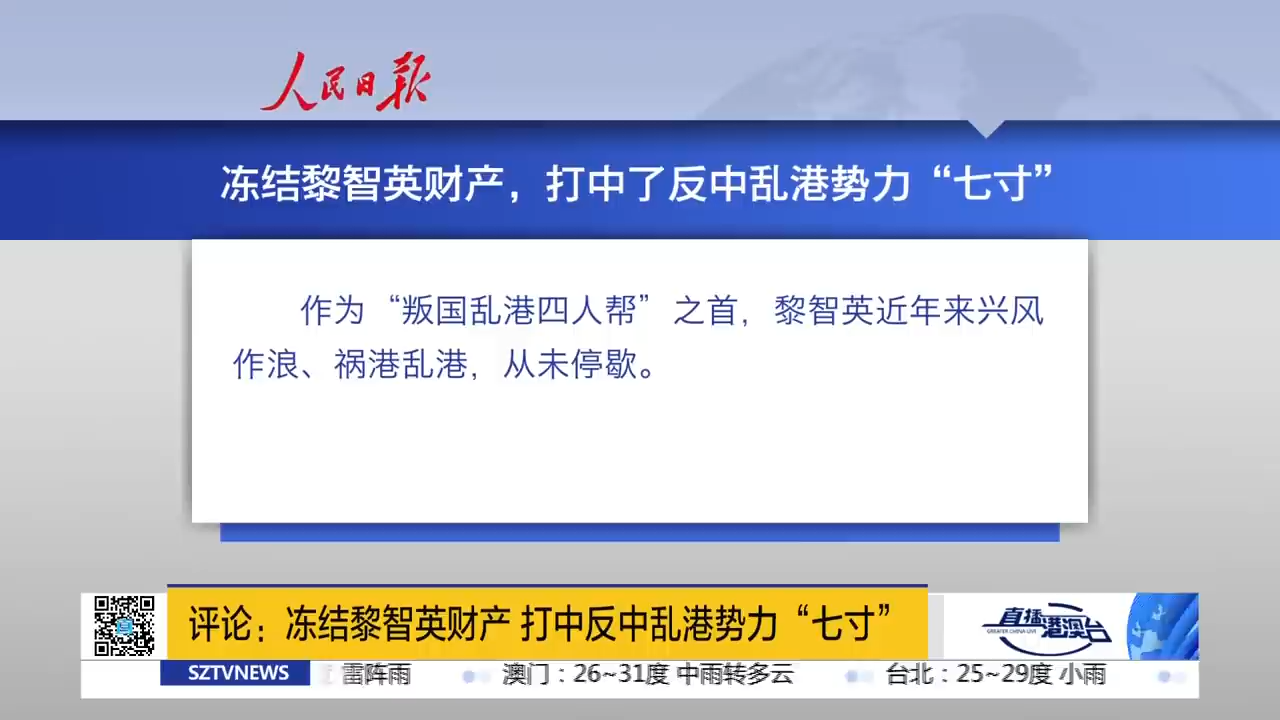 人民日报
冻结黎智英财产，打中了反中乱港势力“七寸”
作为“叛国乱港四人帮”之首，黎智英近年来兴风
作浪、祸港乱港，从未停歇。
评论：冻结黎智英财产 打中反中乱港势力“七寸”
直播港澳台
GREATER CHINA LIVE
SZTVNEWS
雷阵雨 澳门：26~31度 中雨转多云 台北：25~29度 小雨